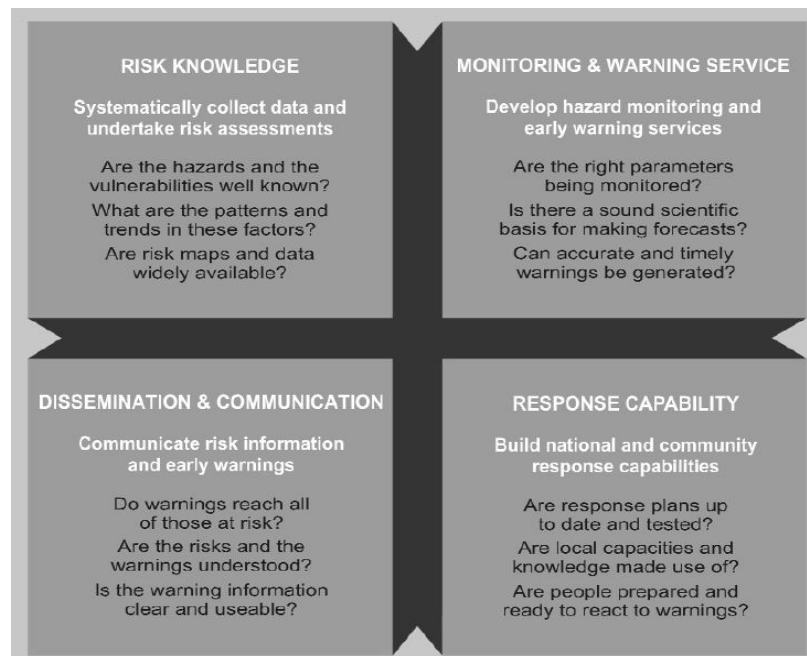 RISK KNOWLEDGE
Systematically collect data and
undertake risk assessments
Are the hazards and the
vulnerabilities well known?
What are the patterns and
trends in these factors?
Are risk maps and data
widely available?
MONITORING & WARNING SERVICE
Develop hazard monitoring and
early warning services
Are the right parameters
being monitored?
Is there a sound scientific
basis for making forecasts?
Can accurate and timely
warnings be generated?
DISSEMINATION & COMMUNICATION
Communicate risk information
and early warnings
Do warnings reach all
of those at risk?
Are the risks and the
warnings understood?
Is the warning information
clear and useable?
RESPONSE CAPABILITY
Build national and community
response capabilities
Are response plans up
to date and tested?
Are local capacities and
knowledge made use of?
Are people prepared and
ready to react to warnings?